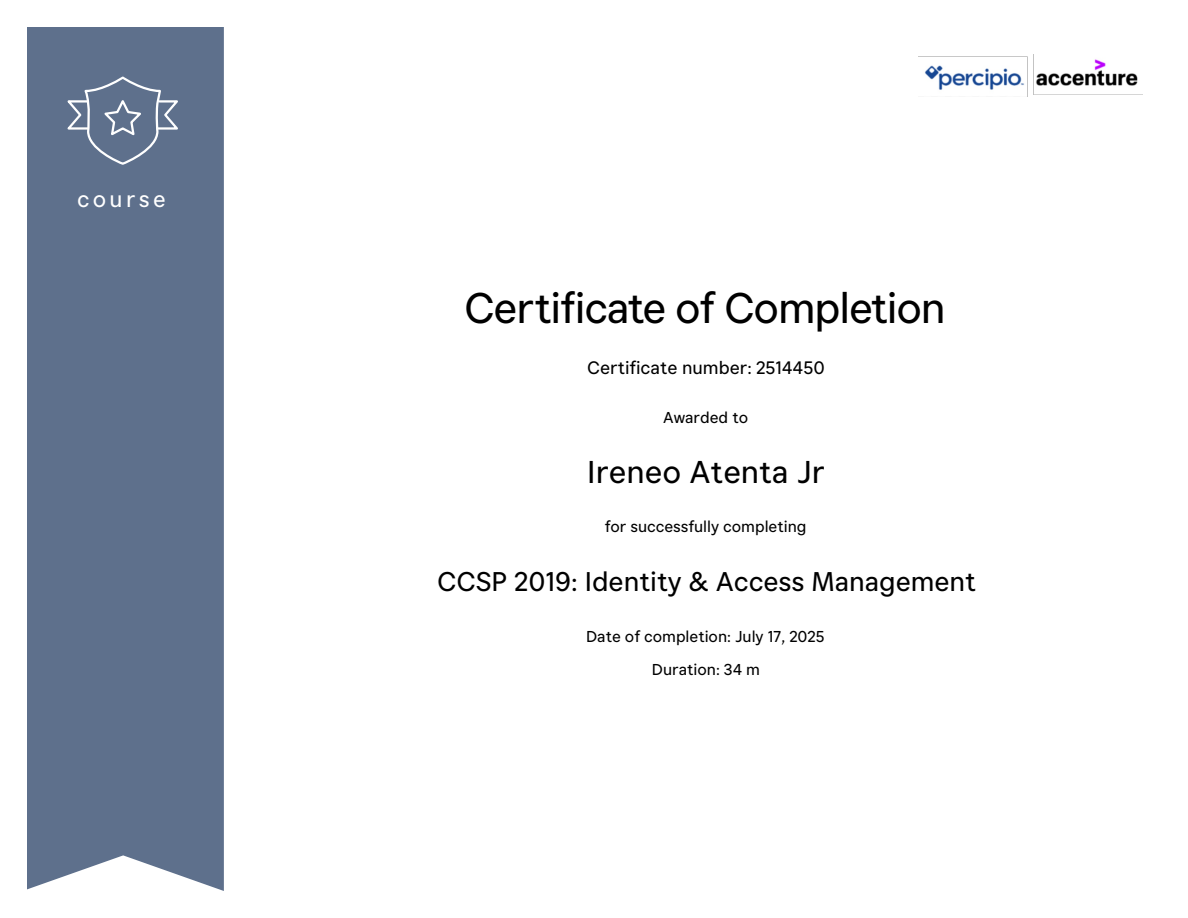 percipio.
accenture
course
Certificate of Completion
Certificate number: 2514450
Awarded to
Ireneo Atenta Jr
for successfully completing
CCSP 2019: Identity & Access Management
Date of completion: July 17, 2025
Duration: 34 m